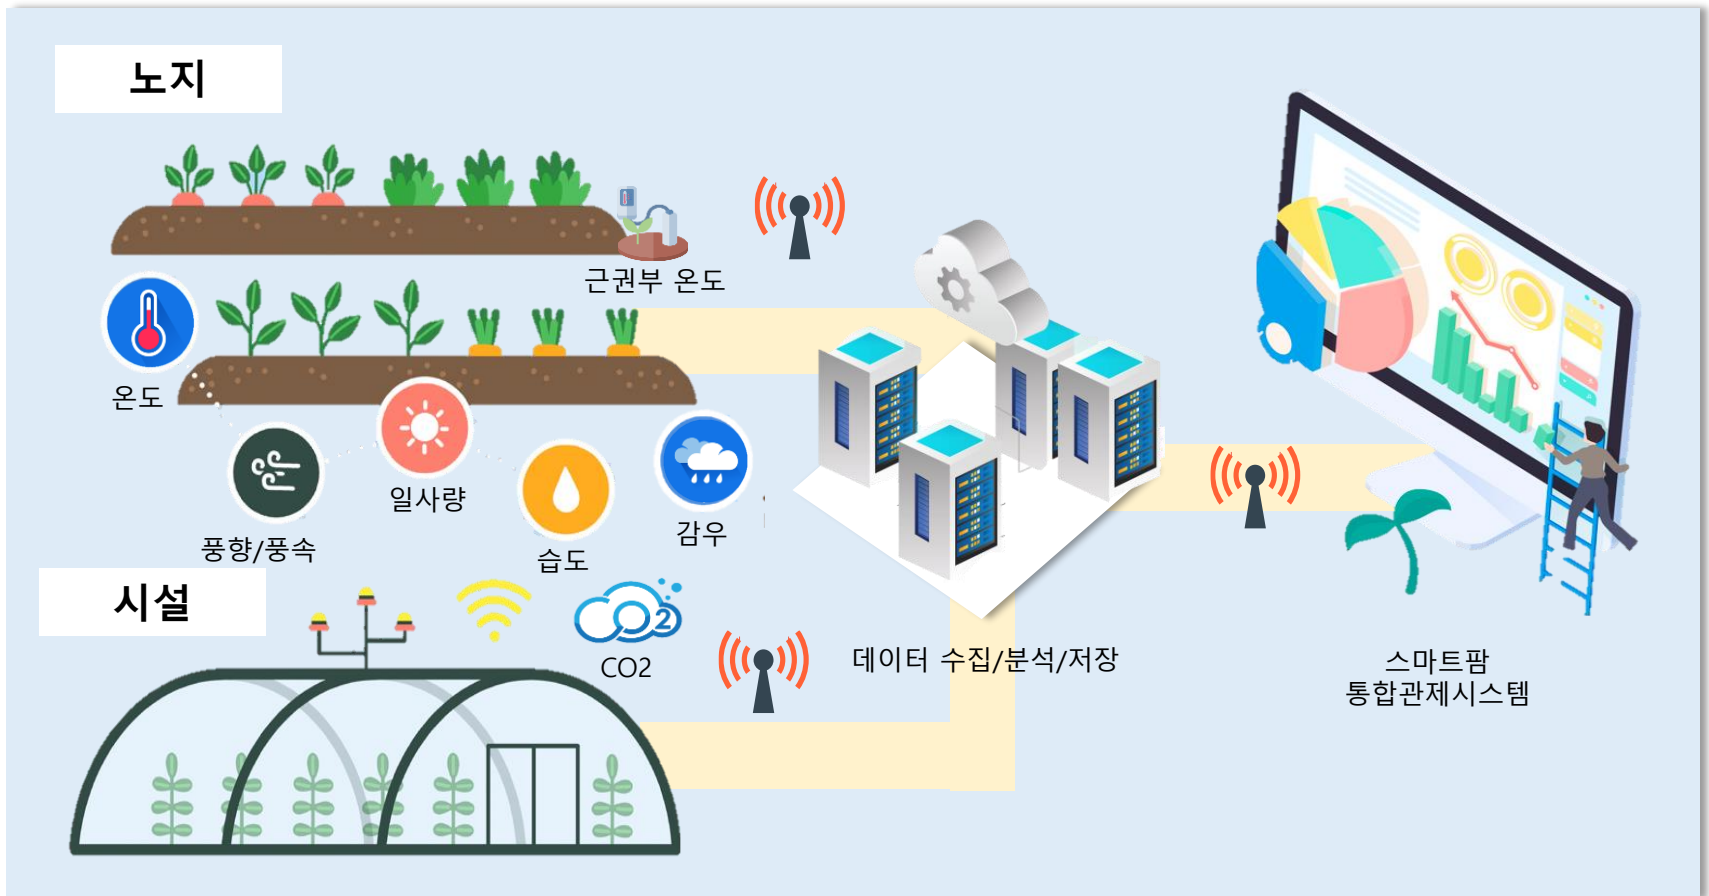 노지
근권부 온도
온도
일사량
풍향/풍속
습도
감우
시설
CO2
CO2
데이터 수집/분석/저장
스마트팜
통합관제시스템